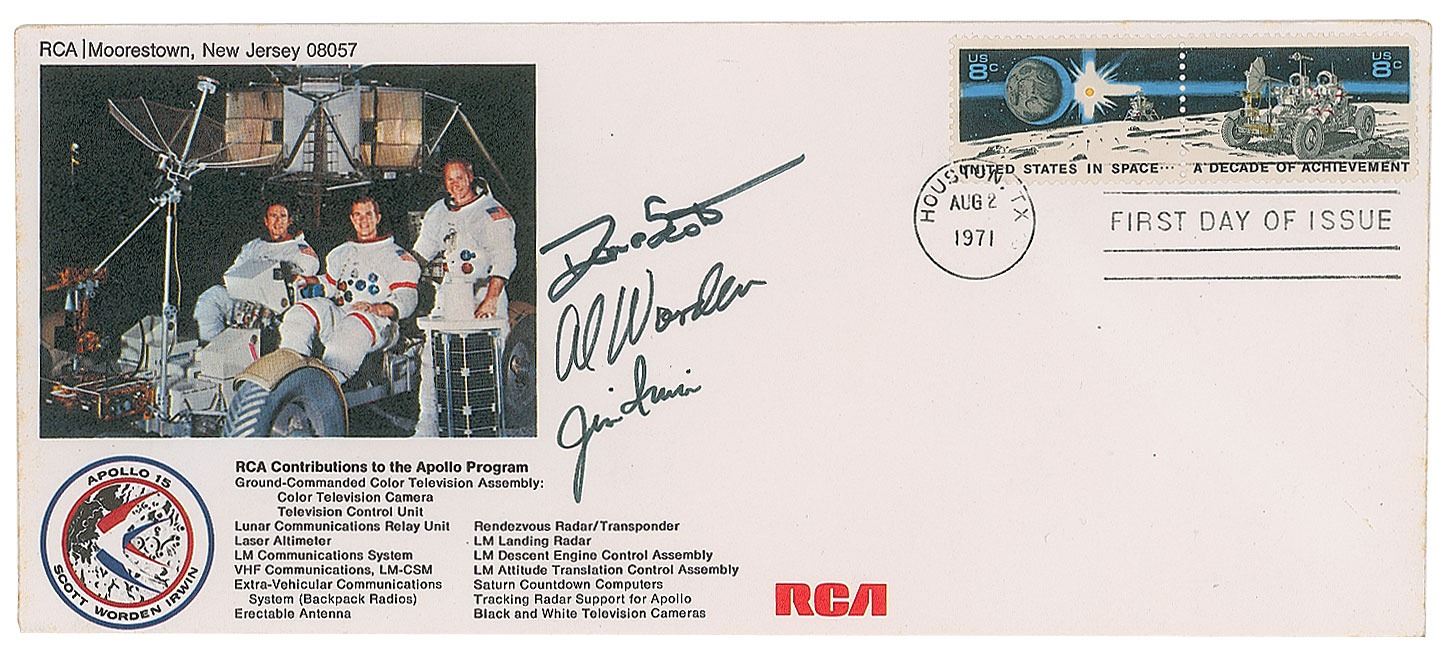 RCA | Moorestown, New Jersey 08057
US
8c
US
8c
UNITED STATES IN SPACE··· A DECADE OF ACHIEVEMENT
HOUSTON, TX
AUG 2
1971
FIRST DAY OF ISSUE
Dave Scott
Al Worden
Jim Irwin
APOLLO 15
SCOTT WORDEN IRWIN
RCA Contributions to the Apollo Program
Ground-Commanded Color Television Assembly:
Color Television Camera
Television Control Unit
Lunar Communications Relay Unit
Laser Altimeter
LM Communications System
VHF Communications, LM-CSM
Extra-Vehicular Communications
System (Backpack Radios)
Erectable Antenna
Rendezvous Radar/Transponder
LM Landing Radar
LM Descent Engine Control Assembly
LM Attitude Translation Control Assembly
Saturn Countdown Computers
Tracking Radar Support for Apollo
Black and White Television Cameras
RCA